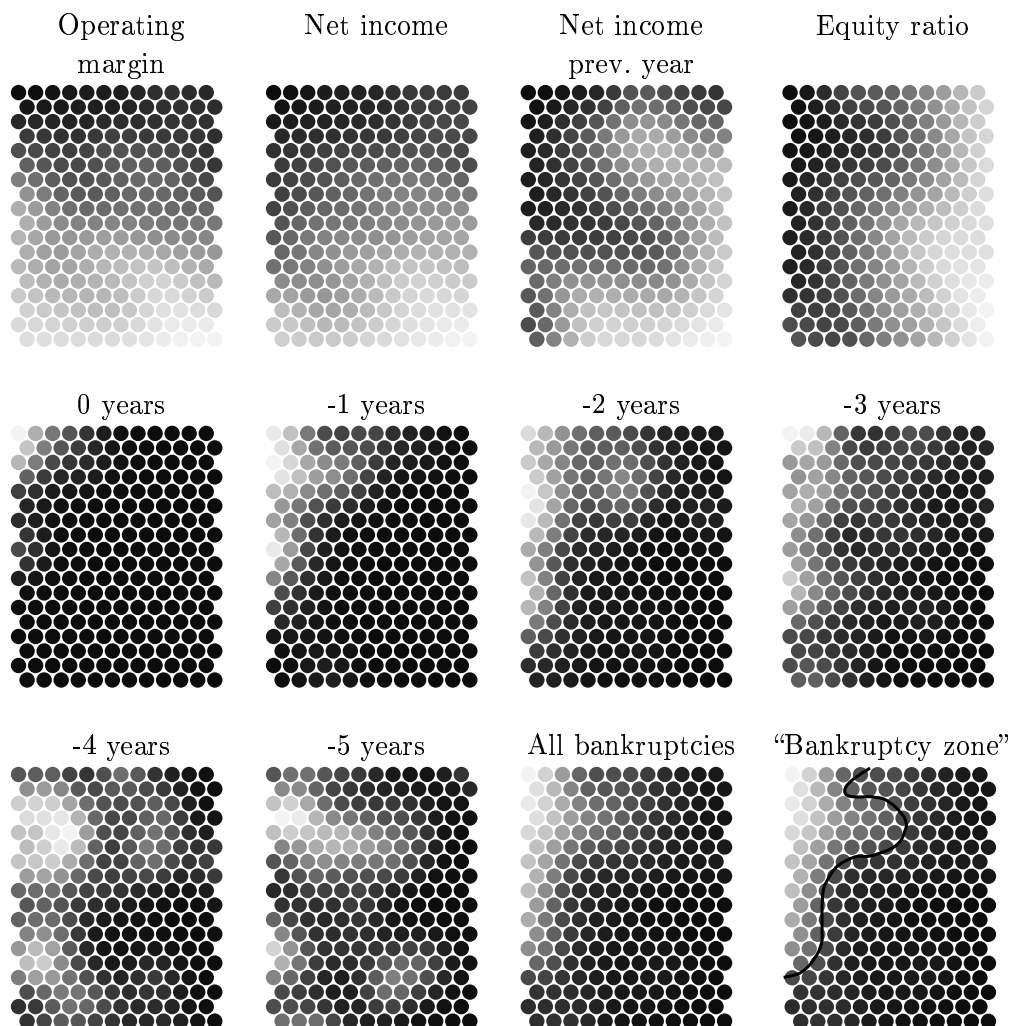 Operating
margin
Net income
Net income
prev. year
Equity ratio
0 years
-1 years
-2 years
-3 years
-4 years
-5 years
All bankruptcies
“Bankruptcy zone”